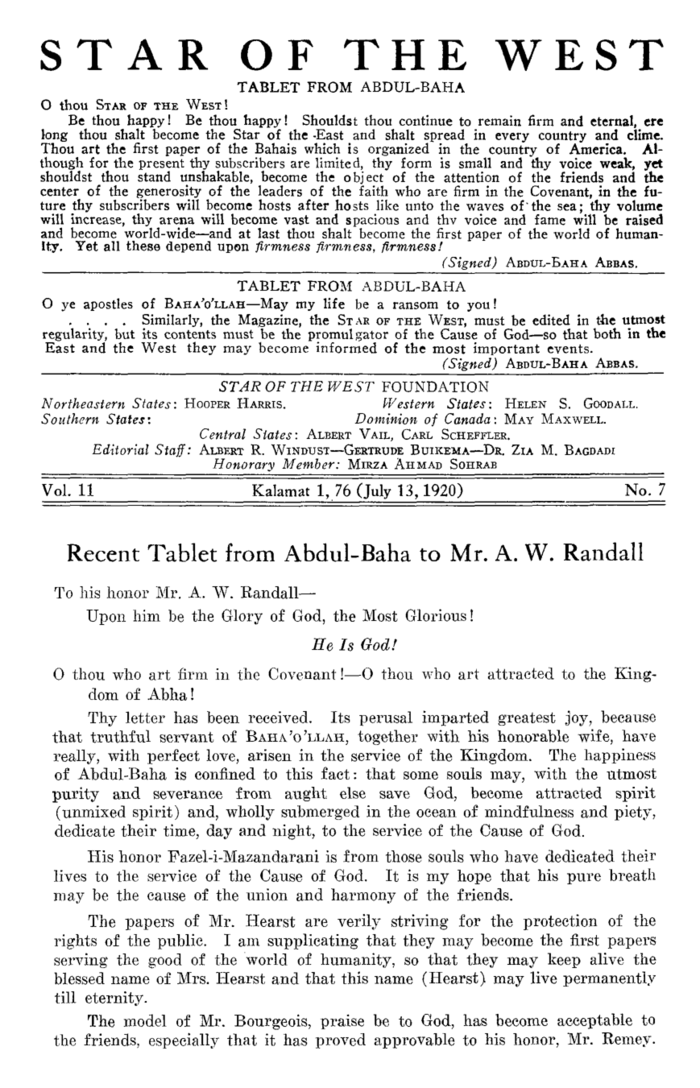 STAR OF THE WEST
TABLET FROM ABDUL-BAHA
O thou STAR OF THE WEST!
Be thou happy! Be thou happy! Shouldst thou continue to remain firm and eternal, ere
long thou shalt become the Star of the East and shalt spread in every country and clime.
Thou art the first paper of the Bahais which is organized in the country of America. Al-
though for the present thy subscribers are limited, thy form is small and thy voice weak, yet
shouldst thou stand unshakable, become the object of the attention of the friends and the
center of the generosity of the leaders of the faith who are firm in the Covenant, in the fu-
ture thy subscribers will become hosts after hosts like unto the waves of the sea; thy volume
will increase, thy arena will become vast and spacious and thy voice and fame will be raised
and become world-wide—and at last thou shalt become the first paper of the world of human-
ity. Yet all these depend upon firmness firmness, firmness!
(Signed) ABDUL-BAHA ABBAS.
TABLET FROM ABDUL-BAHA
O ye apostles of BAHA'O'LLAH—May my life be a ransom to you!
. . . . Similarly, the Magazine, the STAR OF THE WEST, must be edited in the utmost
regularity, but its contents must be the promulgator of the Cause of God—so that both in the
East and the West they may become informed of the most important events.
(Signed) ABDUL-BAHA ABBAS.
STAR OF THE WEST FOUNDATION
Northeastern States: HOOPER HARRIS. Western States: HELEN S. GOODALL.
Southern States: Dominion of Canada: MAY MAXWELL.
Central States: ALBERT VAIL, CARL SCHEFFLER.
Editorial Staff: ALBERT R. WINDUST—GERTRUDE BUIKEMA—DR. ZIA M. BAGDADI
Honorary Member: MIRZA AHMAD SOHRAB
Vol. 11 Kalamat 1, 76 (July 13, 1920) No. 7
Recent Tablet from Abdul-Baha to Mr. A. W. Randall
To his honor Mr. A. W. Randall—
Upon him be the Glory of God, the Most Glorious!
He Is God!
O thou who art firm in the Covenant!—O thou who art attracted to the King-
dom of Abha!
Thy letter has been received. Its perusal imparted greatest joy, because
that truthful servant of BAHA'O'LLAH, together with his honorable wife, have
really, with perfect love, arisen in the service of the Kingdom. The happiness
of Abdul-Baha is confined to this fact: that some souls may, with the utmost
purity and severance from aught else save God, become attracted spirit
(unmixed spirit) and, wholly submerged in the ocean of mindfulness and piety,
dedicate their time, day and night, to the service of the Cause of God.
His honor Fazel-i-Mazandarani is from those souls who have dedicated their
lives to the service of the Cause of God. It is my hope that his pure breath
may be the cause of the union and harmony of the friends.
The papers of Mr. Hearst are verily striving for the protection of the
rights of the public. I am supplicating that they may become the first papers
serving the good of the world of humanity, so that they may keep alive the
blessed name of Mrs. Hearst and that this name (Hearst) may live permanently
till eternity.
The model of Mr. Bourgeois, praise be to God, has become acceptable to
the friends, especially that it has proved approvable to his honor, Mr. Remey.